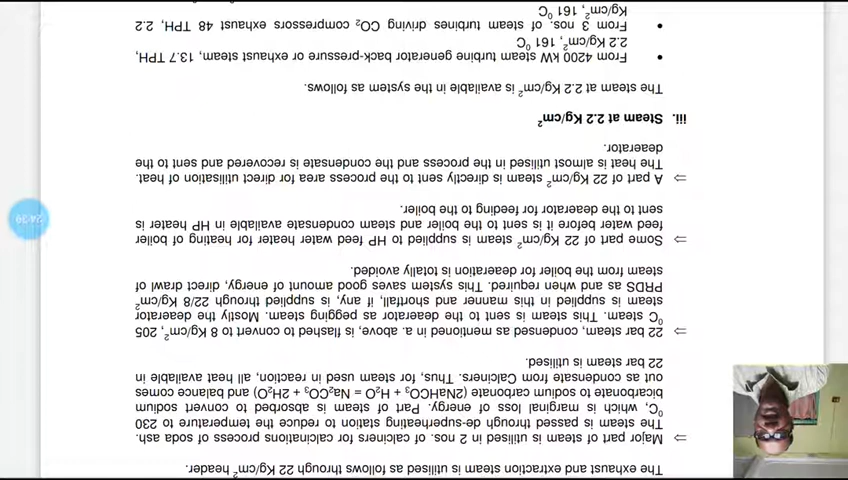 The exhaust and extraction steam is utilised as follows through 22 Kg/cm² header.
⇒ Major part of steam is utilised in 2 nos. of calciners for calcinations process of soda ash.
The steam is passed through de-superheating station to reduce the temperature to 230
⁰C, which is marginal loss of energy. Part of steam is absorbed to convert sodium
bicarbonate to sodium carbonate (2NaHCO₃ + H₂O = Na₂CO₃ + 2H₂O) and balance comes
out as condensate from Calciners. Thus, for steam used in reaction, all heat available in
22 bar steam is utilised.
⇒ 22 bar steam, condensed as mentioned in a. above, is flashed to convert to 8 Kg/cm², 205
⁰C steam. This steam is sent to the deaerator as pegging steam. Mostly the deaerator
steam is supplied in this manner and shortfall, if any, is supplied through 22/8 Kg/cm²
PRDS as and when required. This system saves good amount of energy, direct drawl of
steam from the boiler for deaeration is totally avoided.
⇒ Some part of 22 Kg/cm² steam is supplied to HP feed water heater for heating of boiler
feed water before it is sent to the boiler and steam condensate available in HP heater is
sent to the deaerator for feeding to the boiler.
⇒ A part of 22 Kg/cm² steam is directly sent to the process area for direct utilisation of heat.
The heat is almost utilised in the process and the condensate is recovered and sent to the
deaerator.
iii. Steam at 2.2 Kg/cm²
The steam at 2.2 Kg/cm² is available in the system as follows.
• From 4200 kW steam turbine generator back-pressure or exhaust steam, 13.7 TPH,
2.2 Kg/cm², 161 ⁰C
• From 3 nos. of steam turbines driving CO₂ compressors exhaust 48 TPH, 2.2
Kg/cm², 161 ⁰C
24:39